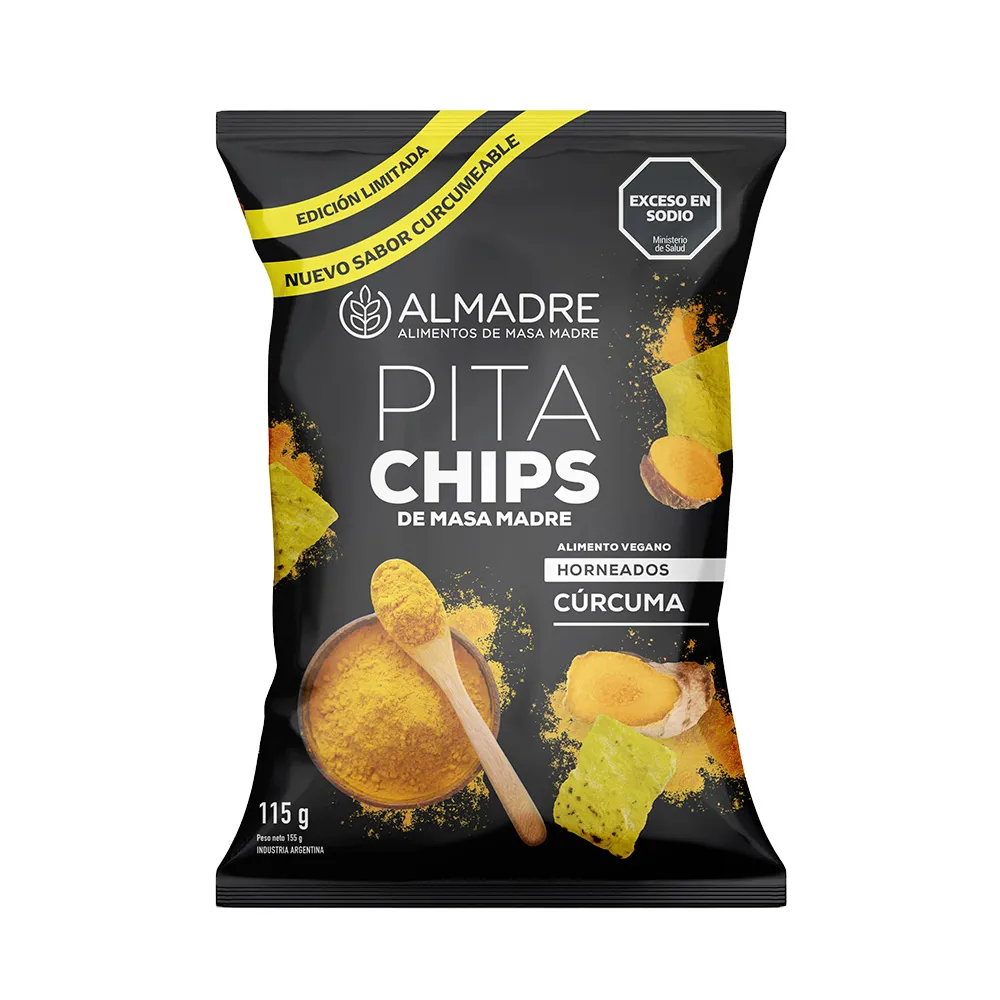 EDICIÓN LIMITADA
NUEVO SABOR CURCUMEABLE
EXCESO EN
SODIO
Ministerio
de Salud
ALMADRE
ALIMENTOS DE MASA MADRE
PITA
CHIPS
DE MASA MADRE
ALIMENTO VEGANO
HORNEADOS
CÚRCUMA
115 g
Peso neto 155 g
INDUSTRIA ARGENTINA